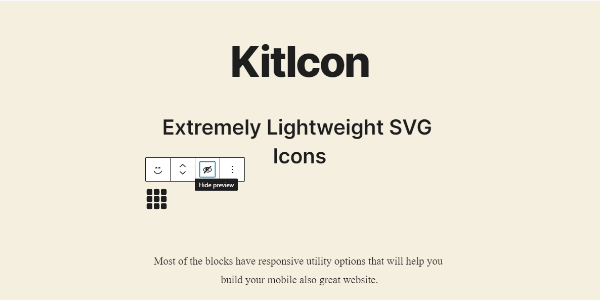 KitIcon
Extremely Lightweight SVG
Icons
Hide preview
Most of the blocks have responsive utility options that will help you
build your mobile also great website.